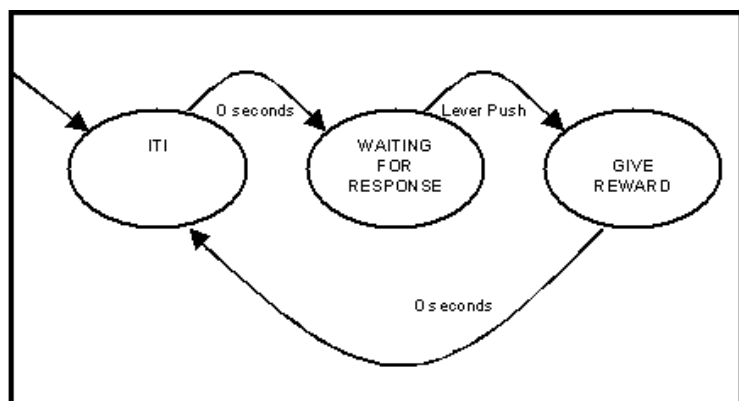 0 seconds
Lever Push
ITI
WAITING
FOR
RESPONSE
GIVE
REWARD
0 seconds